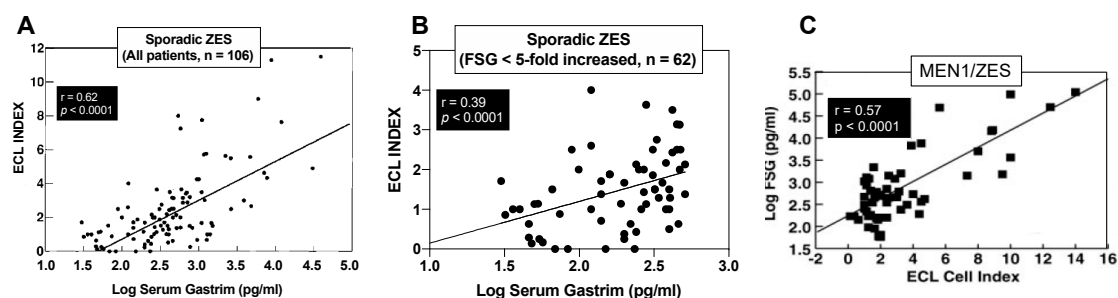 A
Sporadic ZES
(All patients, n = 106)
r = 0.62
p < 0.0001
ECL INDEX
12
10
8
6
4
2
0
1.0 1.5 2.0 2.5 3.0 3.5 4.0 4.5 5.0
Log Serum Gastrim (pg/ml)
B
Sporadic ZES
(FSG < 5-fold increased, n = 62)
r = 0.39
p < 0.0001
ECL INDEX
5
4
3
2
1
0
1.0 1.5 2.0 2.5 3.0
Log Serum Gastrim (pg/ml)
C
MEN1/ZES
r = 0.57
p < 0.0001
Log FSG (pg/ml)
5.5
5.0
4.5
4.0
3.5
3.0
2.5
2.0
1.5
-2 0 2 4 6 8 10 12 14 16
ECL Cell Index